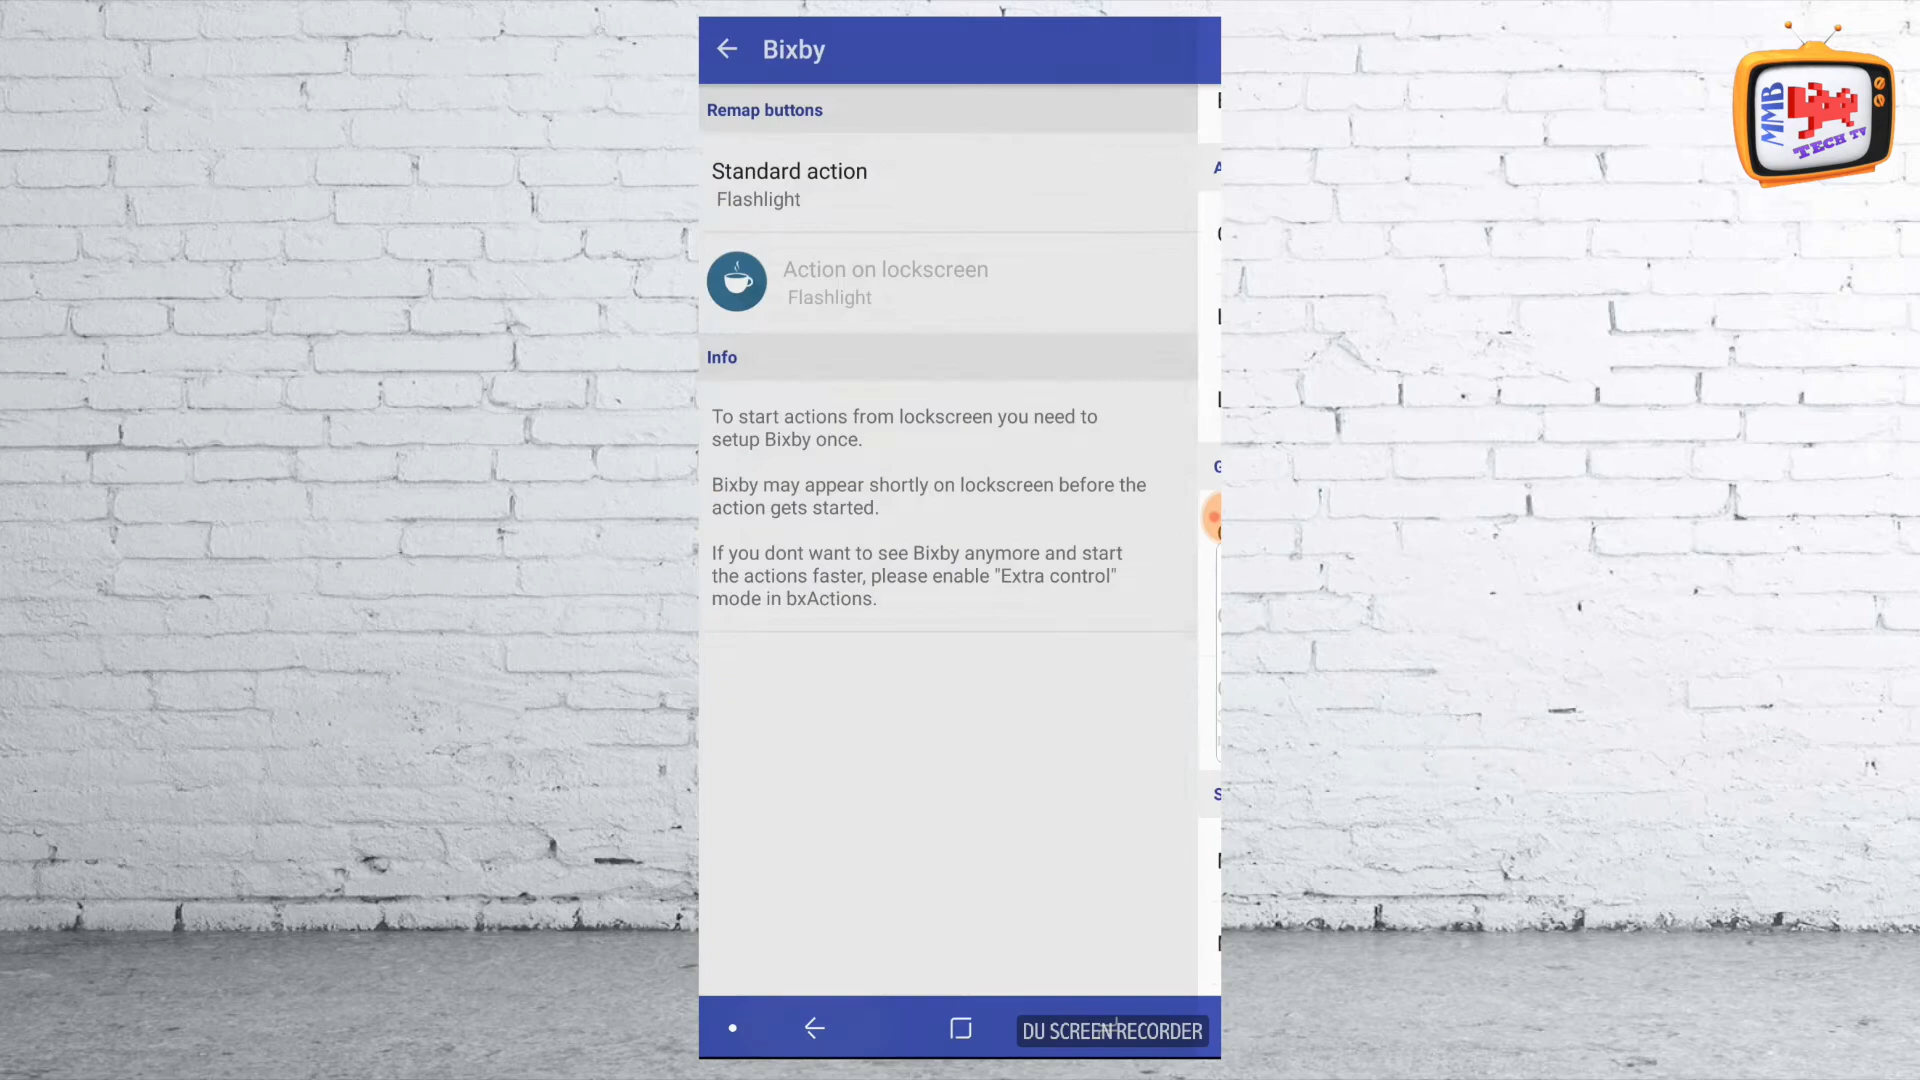 Bixby
Remap buttons
Standard action
Flashlight
Action on lockscreen
Flashlight
Info
To start actions from lockscreen you need to
setup Bixby once.
Bixby may appear shortly on lockscreen before the
action gets started.
If you dont want to see Bixby anymore and start
the actions faster, please enable "Extra control"
mode in bxActions.
DU SCREEN RECORDER
MMB
TECH TV